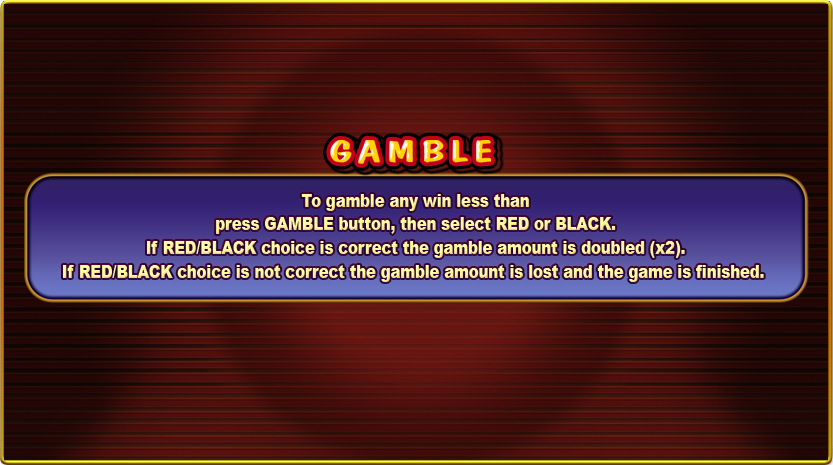 GAMBLE
To gamble any win less than
press GAMBLE button, then select RED or BLACK.
If RED/BLACK choice is correct the gamble amount is doubled (x2).
If RED/BLACK choice is not correct the gamble amount is lost and the game is finished.